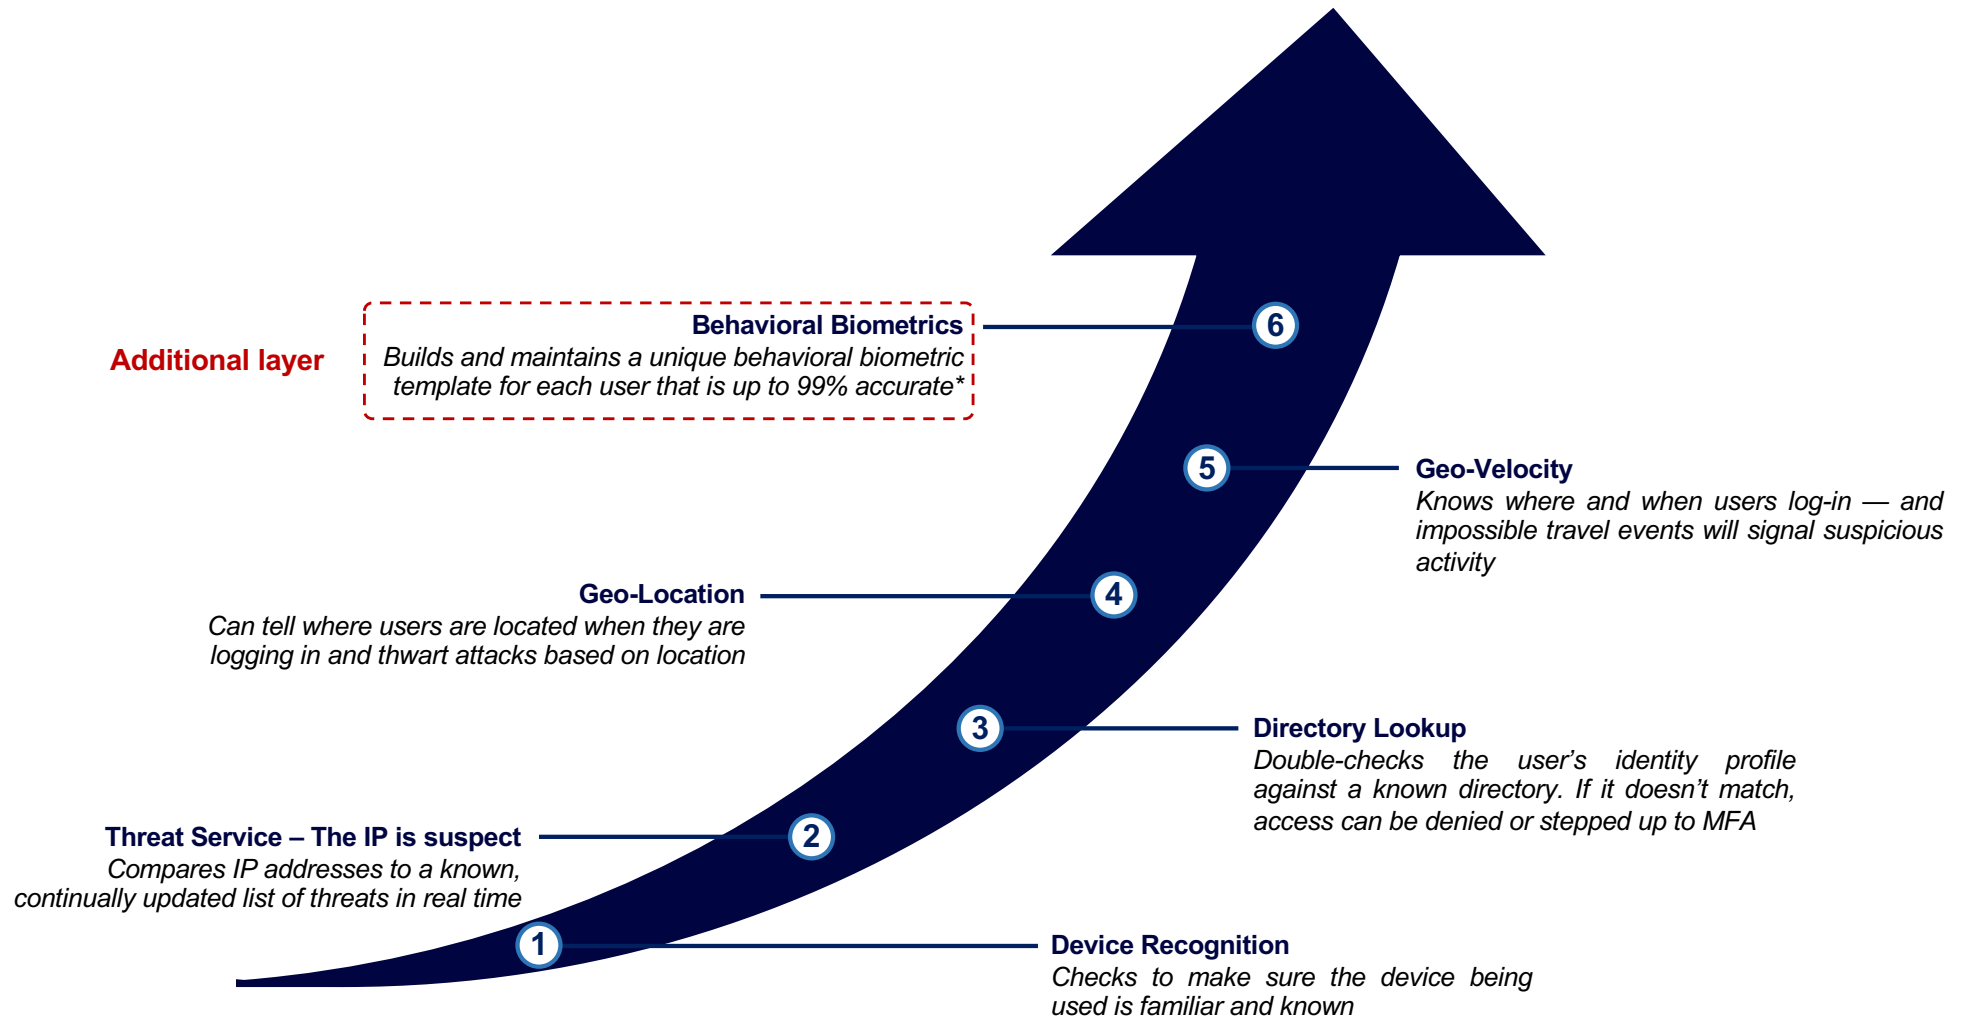 Additional layer
Behavioral Biometrics
Builds and maintains a unique behavioral biometric
template for each user that is up to 99% accurate*
6
5
Geo-Velocity
Knows where and when users log-in — and
impossible travel events will signal suspicious
activity
Geo-Location
Can tell where users are located when they are
logging in and thwart attacks based on location
4
3
Directory Lookup
Double-checks the user’s identity profile
against a known directory. If it doesn’t match,
access can be denied or stepped up to MFA
Threat Service – The IP is suspect
Compares IP addresses to a known,
continually updated list of threats in real time
2
1
Device Recognition
Checks to make sure the device being
used is familiar and known